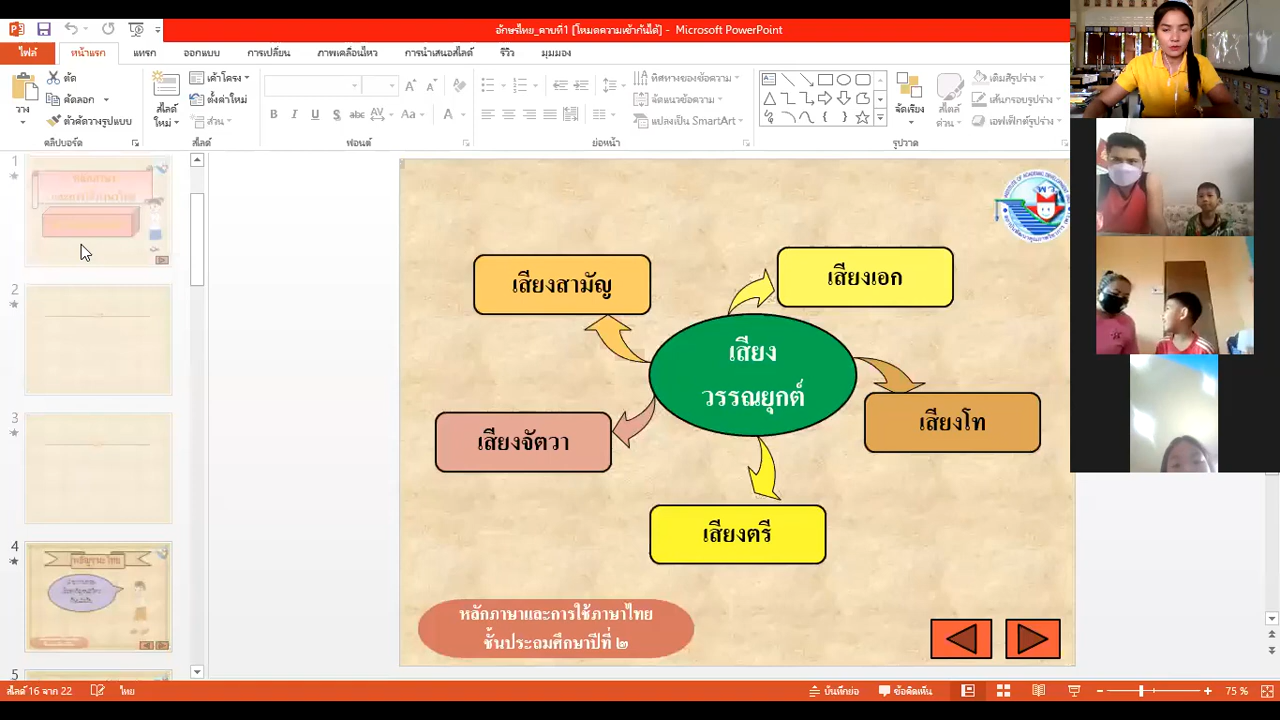 อักษรไทย_คาบที่1 [โหมดความเข้ากันได้] - Microsoft PowerPoint
ไฟล์ หน้าแรก แทรก ออกแบบ การเปลี่ยน ภาพเคลื่อนไหว การนำเสนอสไลด์ รีวิว มุมมอง
วาง
ตัด
คัดลอก
ตัวคัดวางรูปแบบ
คลิปบอร์ด
สไลด์
ใหม่
เค้าโครง
ตั้งค่าใหม่
ส่วน
สไลด์
B I U S abc AV Aa A
ฟอนต์
ทิศทางของข้อความ
จัดแนวข้อความ
แปลงเป็น SmartArt
ย่อหน้า
จัดเรียง
สไตล์
ด่วน
เติมสีรูปร่าง
เส้นกรอบรูปร่าง
เอฟเฟ็กต์รูปร่าง
รูปวาด
1
2
3
4
5
เสียงสามัญ
เสียงเอก
เสียง
วรรณยุกต์
เสียงโท
เสียงจัตวา
เสียงตรี
หลักภาษาและการใช้ภาษาไทย
ชั้นประถมศึกษาปีที่ ๒
สไลด์ 16 จาก 22 ไทย บันทึกย่อ ข้อคิดเห็น 75 %